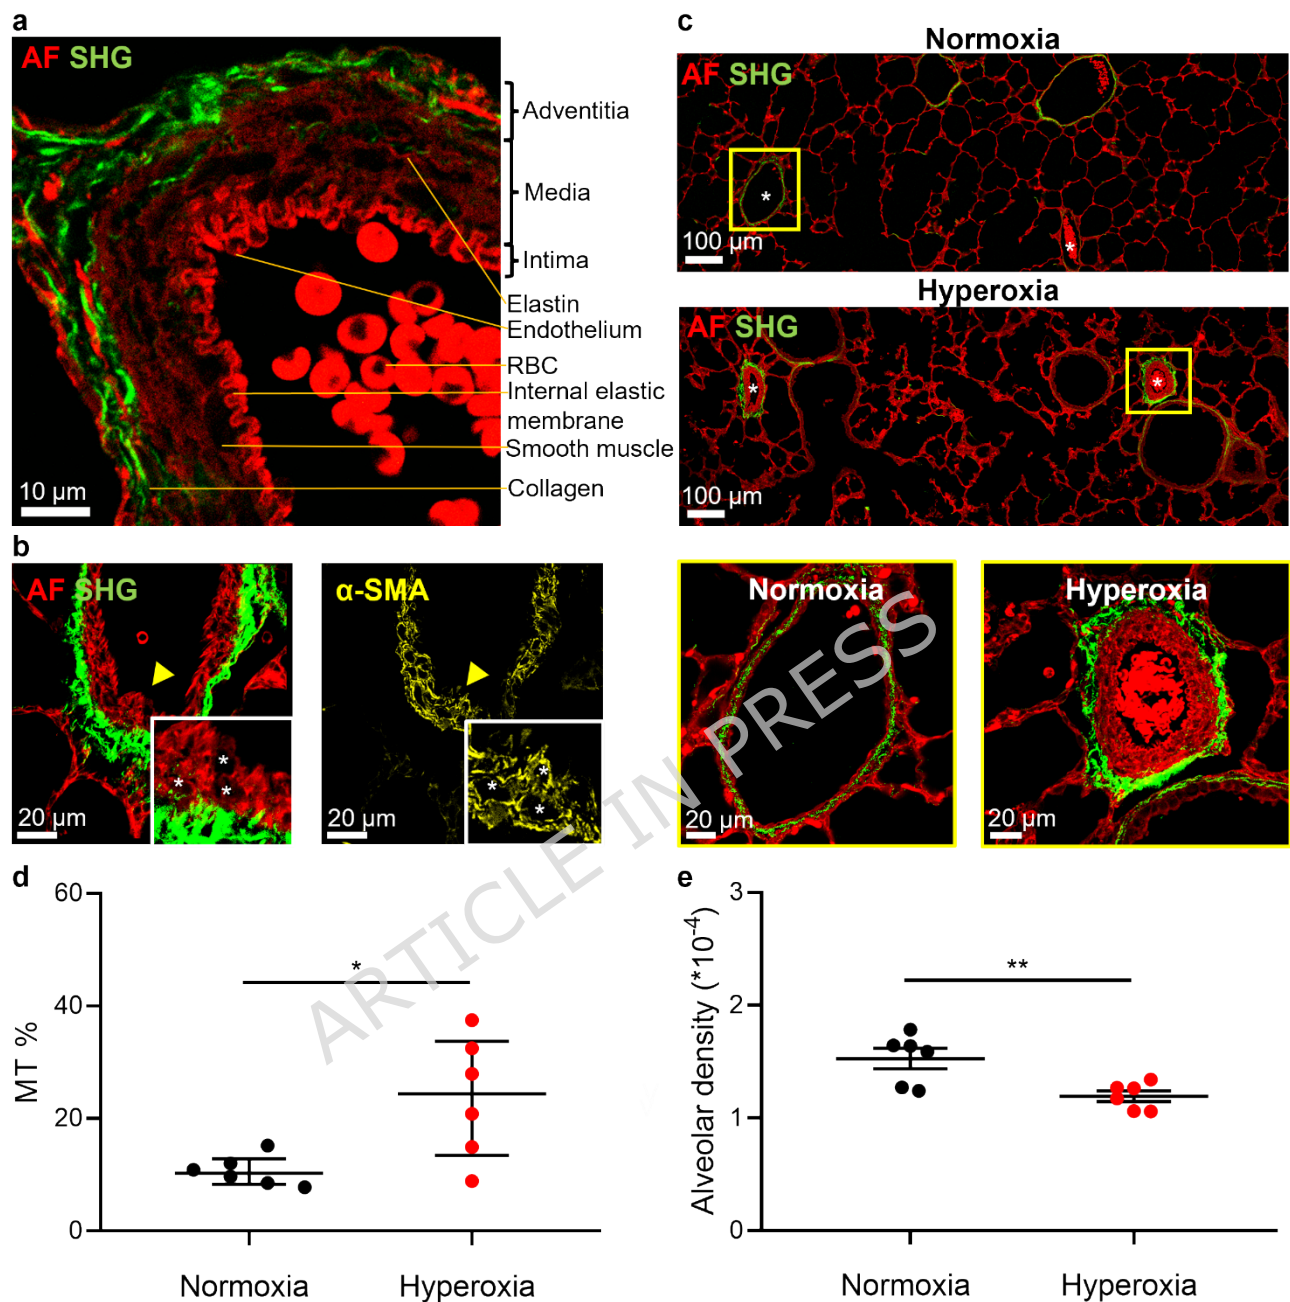 a
AF SHG
Adventitia
Media
Intima
Elastin
Endothelium
RBC
Internal elastic
membrane
Smooth muscle
Collagen
10 µm
b
AF SHG
*
*
*
20 µm
α-SMA
*
*
*
20 µm
c
Normoxia
AF SHG
*
*
100 µm
Hyperoxia
AF SHG
*
*
100 µm
Normoxia
20 µm
Hyperoxia
20 µm
ARTICLE IN PRESS
d
60
40
20
0
MT %
*
Normoxia
Hyperoxia
e
3
2
1
0
Alveolar density (*10-4)
**
Normoxia
Hyperoxia